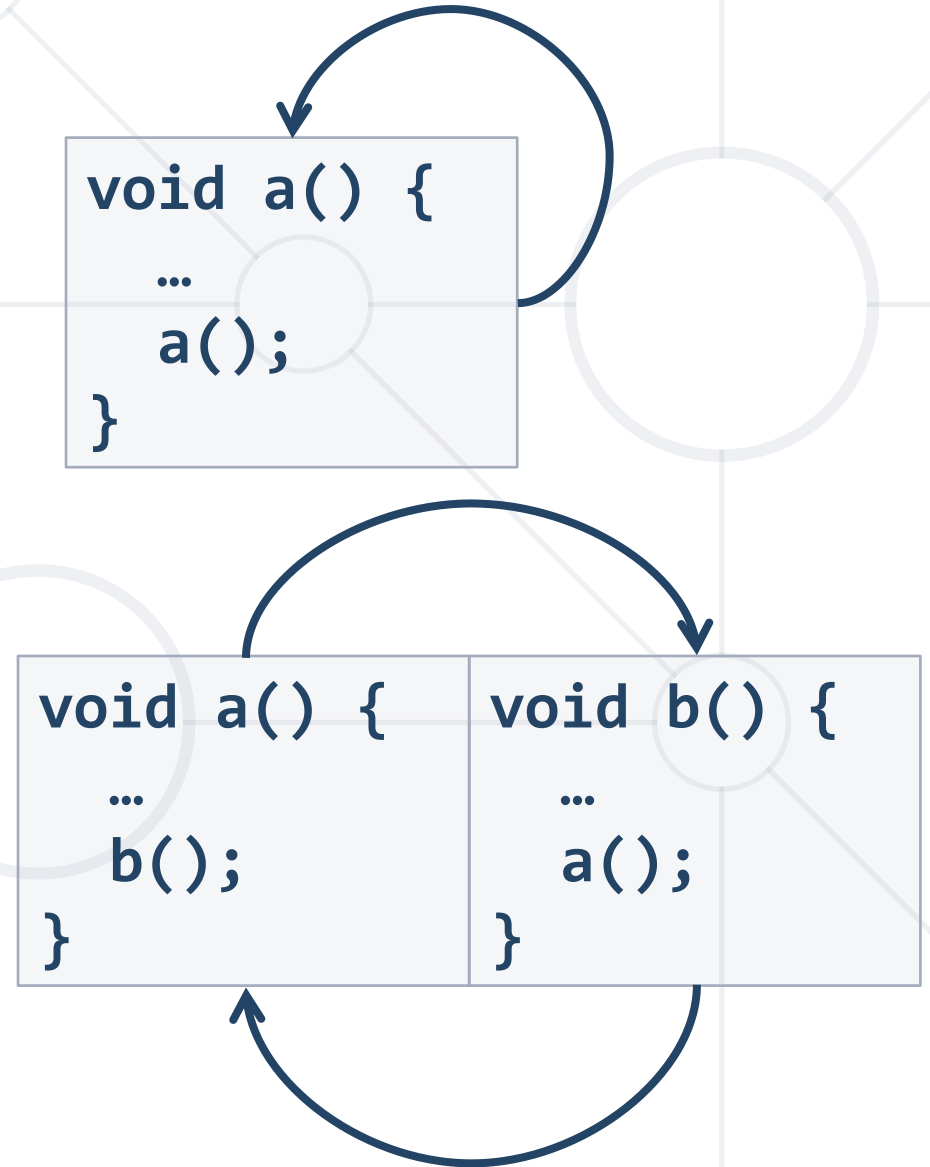 void a() {
  …
  a();
}
void a() {
  …
  b();
}
void b() {
  …
  a();
}